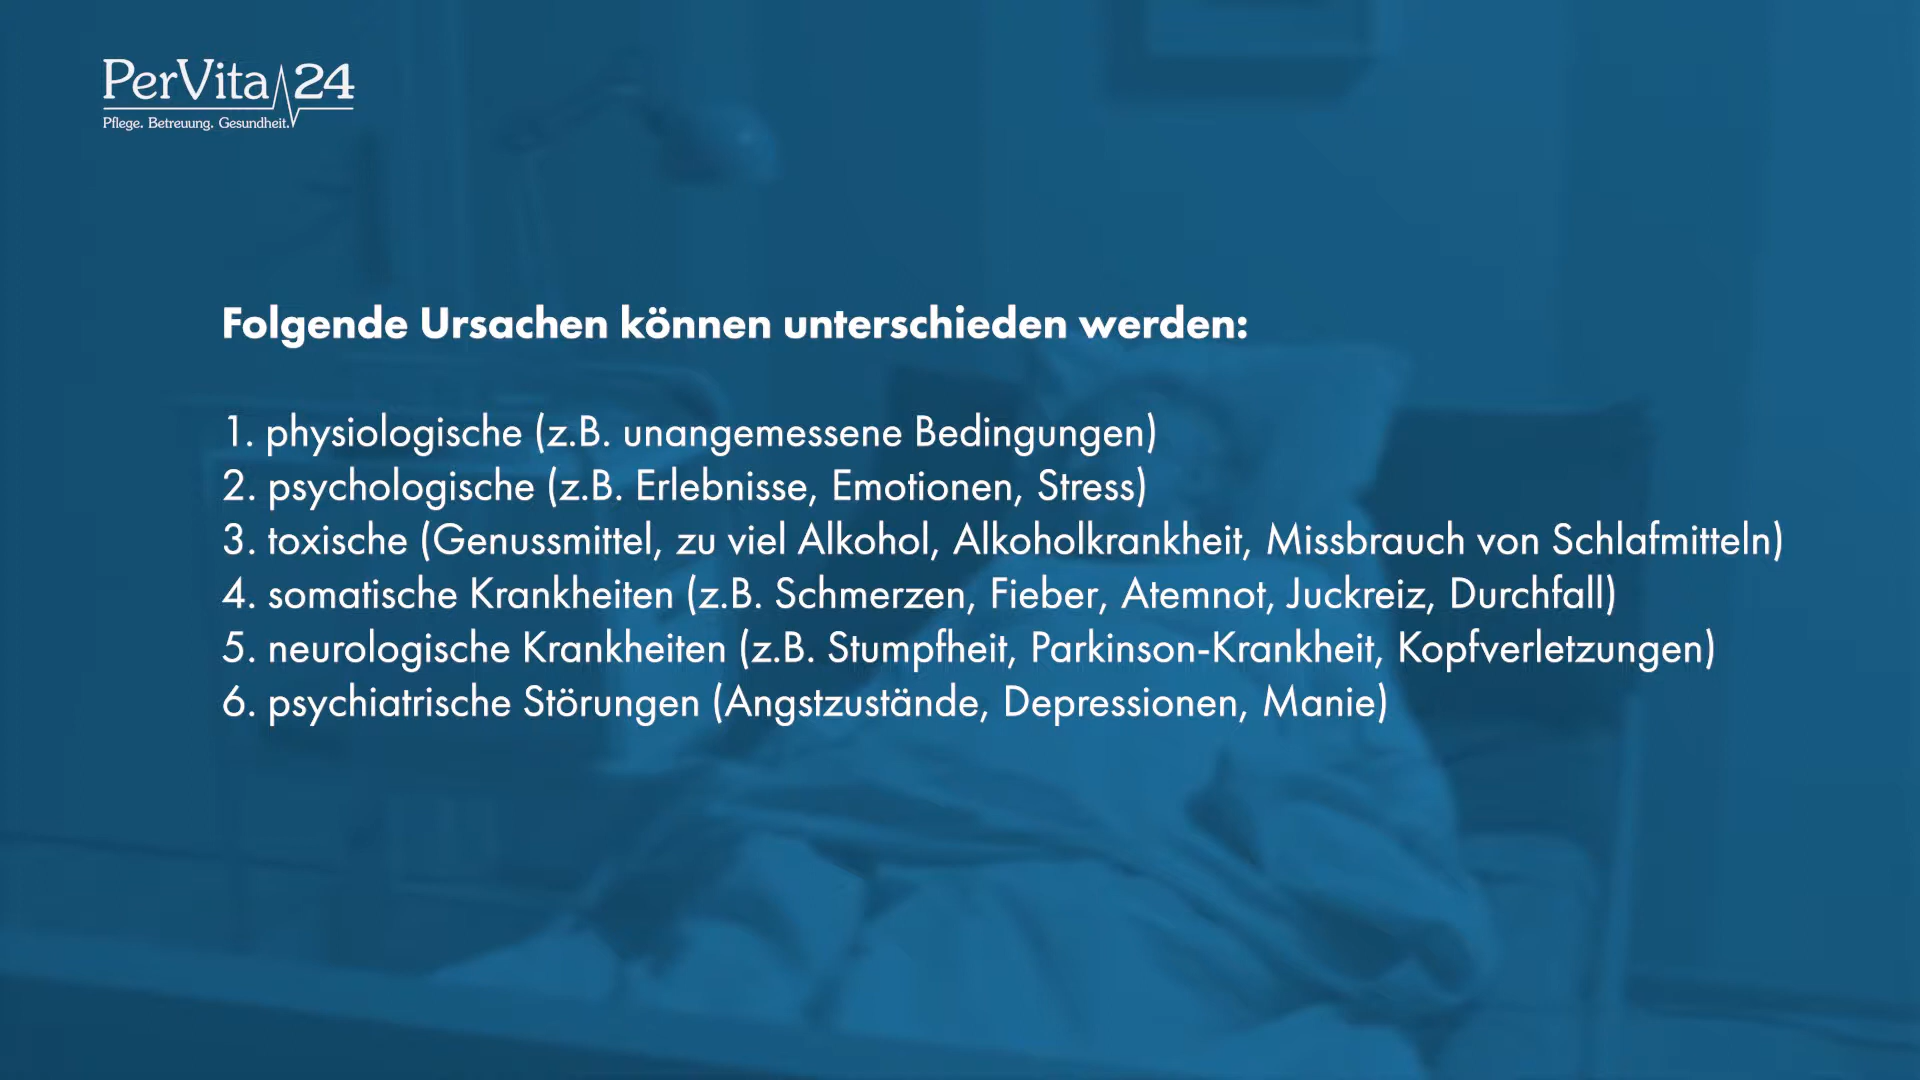 PerVita 24
Pflege. Betreuung. Gesundheit.
Folgende Ursachen können unterschieden werden:
1. physiologische (z.B. unangemessene Bedingungen)
2. psychologische (z.B. Erlebnisse, Emotionen, Stress)
3. toxische (Genussmittel, zu viel Alkohol, Alkoholkrankheit, Missbrauch von Schlafmitteln)
4. somatische Krankheiten (z.B. Schmerzen, Fieber, Atemnot, Juckreiz, Durchfall)
5. neurologische Krankheiten (z.B. Stumpfheit, Parkinson-Krankheit, Kopfverletzungen)
6. psychiatrische Störungen (Angstzustände, Depressionen, Manie)